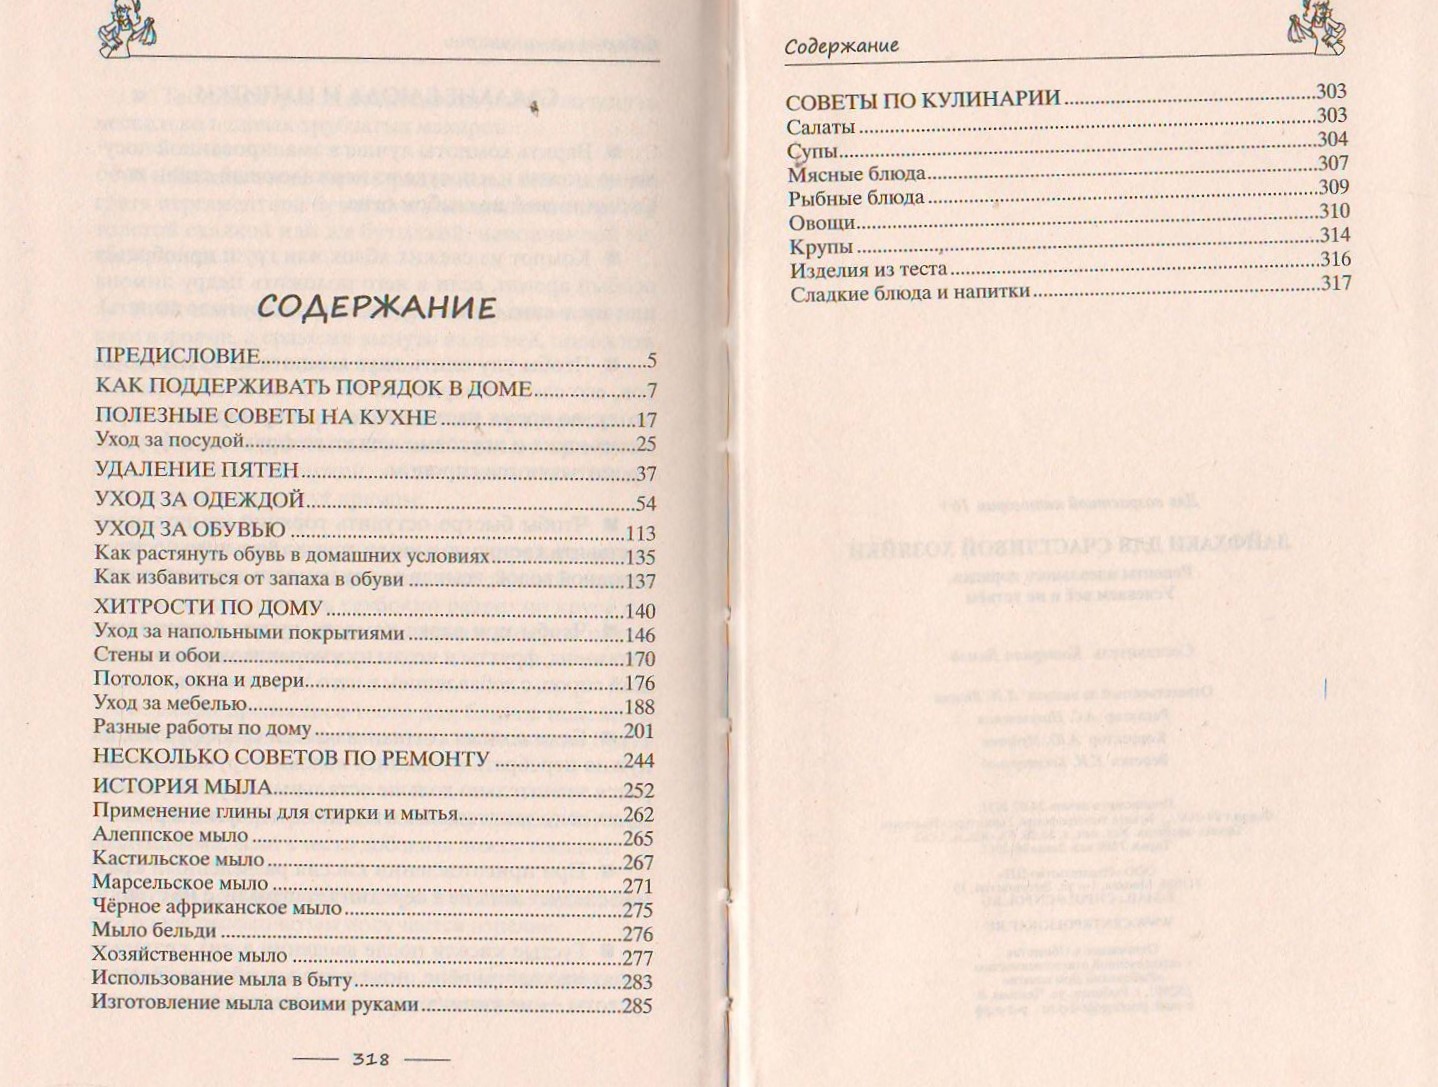 СОДЕРЖАНИЕ
ПРЕДИСЛОВИЕ...5
КАК ПОДДЕРЖИВАТЬ ПОРЯДОК В ДОМЕ...7
ПОЛЕЗНЫЕ СОВЕТЫ НА КУХНЕ...17
Уход за посудой...25
УДАЛЕНИЕ ПЯТЕН...37
УХОД ЗА ОДЕЖДОЙ...54
УХОД ЗА ОБУВЬЮ...113
Как растянуть обувь в домашних условиях...135
Как избавиться от запаха в обуви...137
ХИТРОСТИ ПО ДОМУ...140
Уход за напольными покрытиями...146
Стены и обои...170
Потолок, окна и двери...176
Уход за мебелью...188
Разные работы по дому...201
НЕСКОЛЬКО СОВЕТОВ ПО РЕМОНТУ...244
ИСТОРИЯ МЫЛА...252
Применение глины для стирки и мытья...262
Алеппское мыло...265
Кастильское мыло...267
Марсельское мыло...271
Чёрное африканское мыло...275
Мыло бельди...276
Хозяйственное мыло...277
Использование мыла в быту...283
Изготовление мыла своими руками...285
318
Содержание
СОВЕТЫ ПО КУЛИНАРИИ...303
Салаты...303
Супы...304
Мясные блюда...307
Рыбные блюда...309
Овощи...310
Крупы...314
Изделия из теста...316
Сладкие блюда и напитки...317